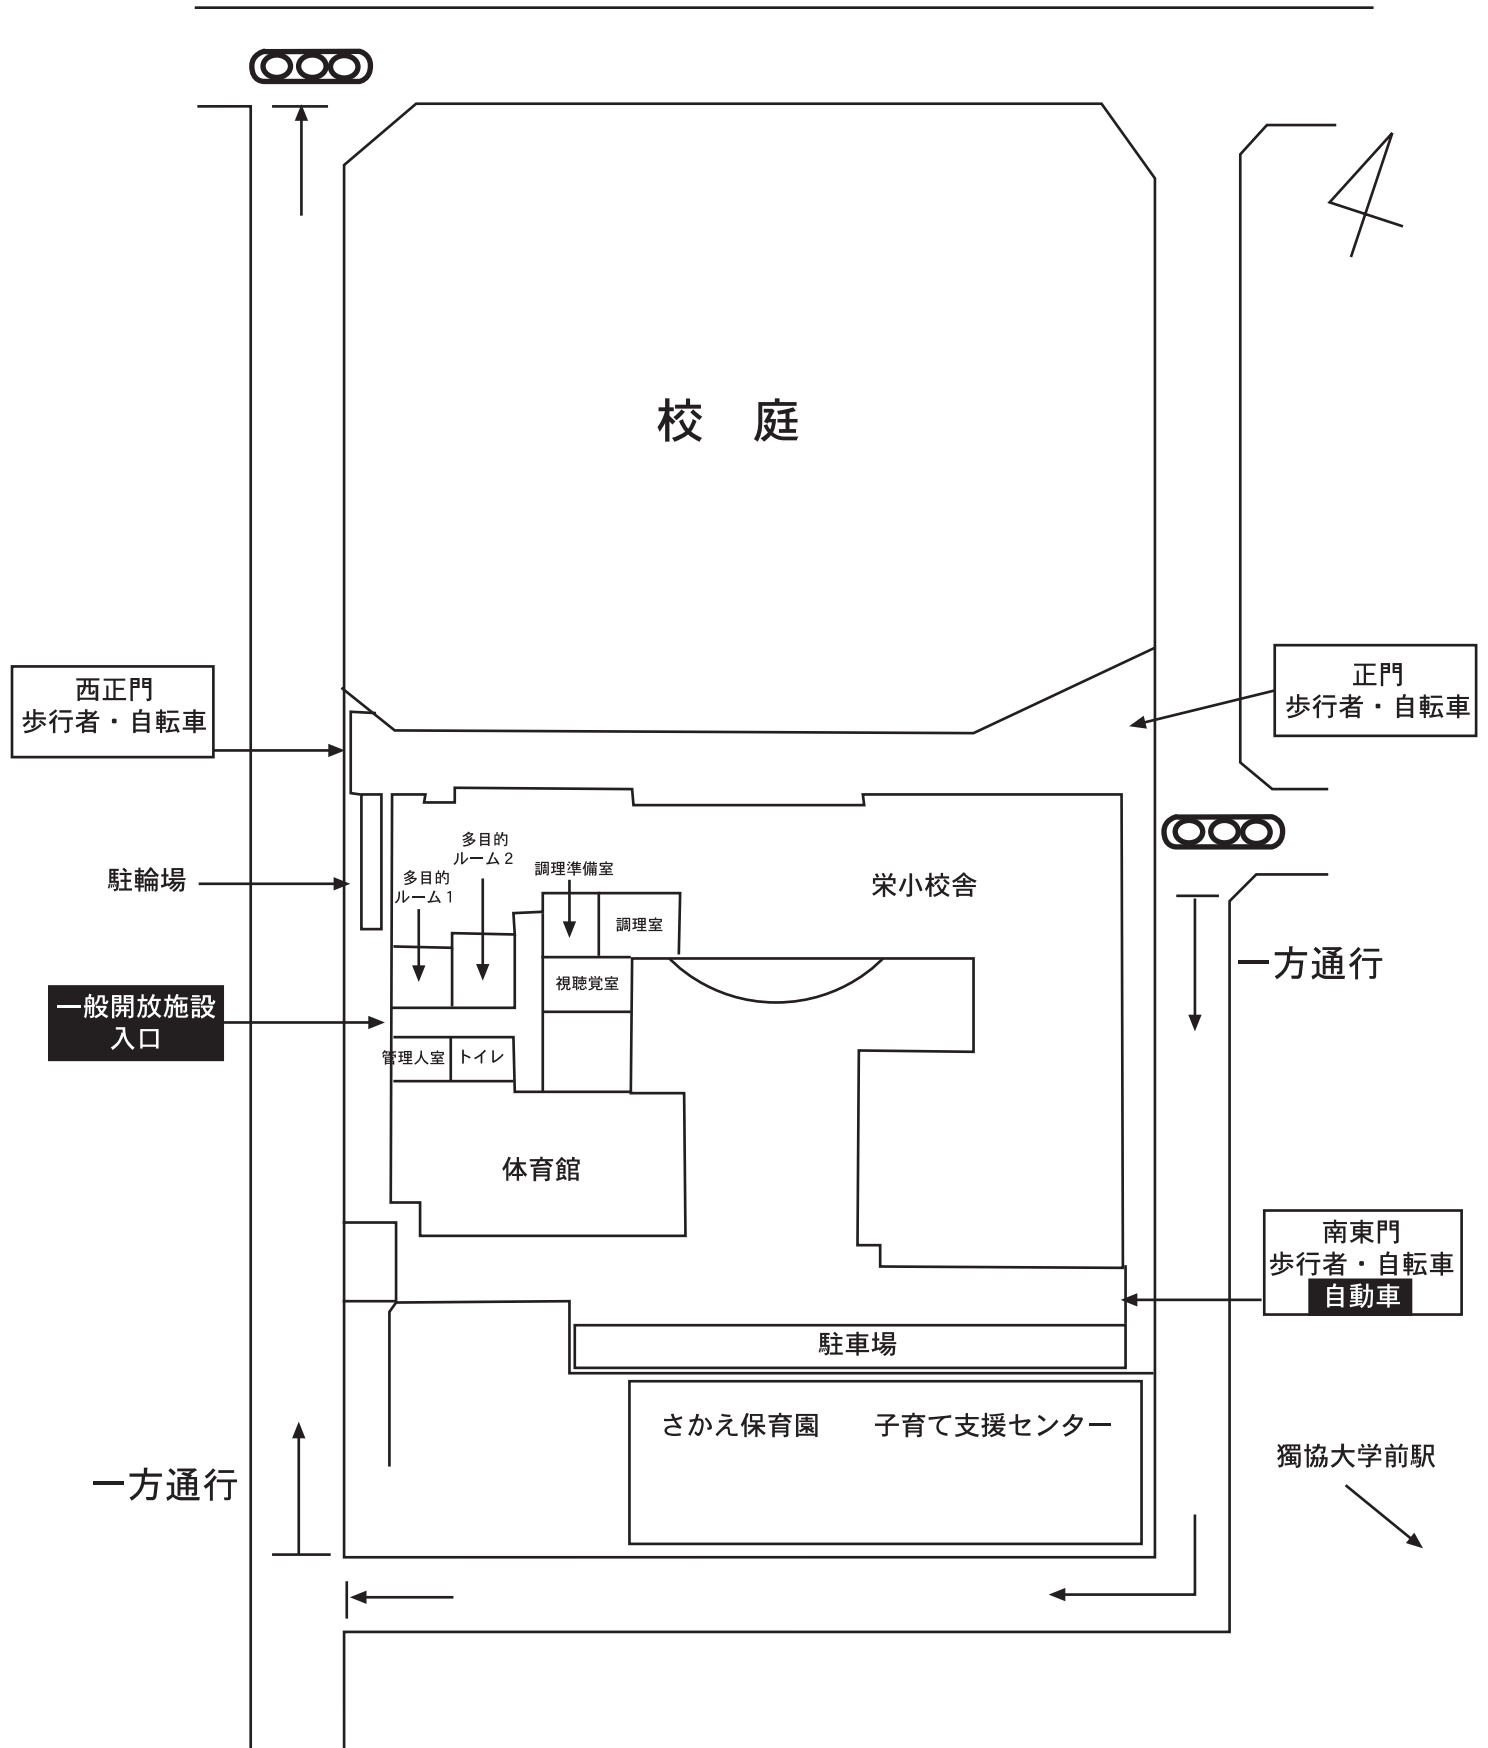 校 庭
西正門
歩行者・自転車
正門
歩行者・自転車
駐輪場
多目的
ルーム2
多目的
ルーム1
調理準備室
調理室
栄小校舎
一方通行
視聴覚室
一般開放施設
入口
管理人室
トイレ
体育館
南東門
歩行者・自転車
自動車
駐車場
さかえ保育園 子育て支援センター
獨協大学前駅
一方通行